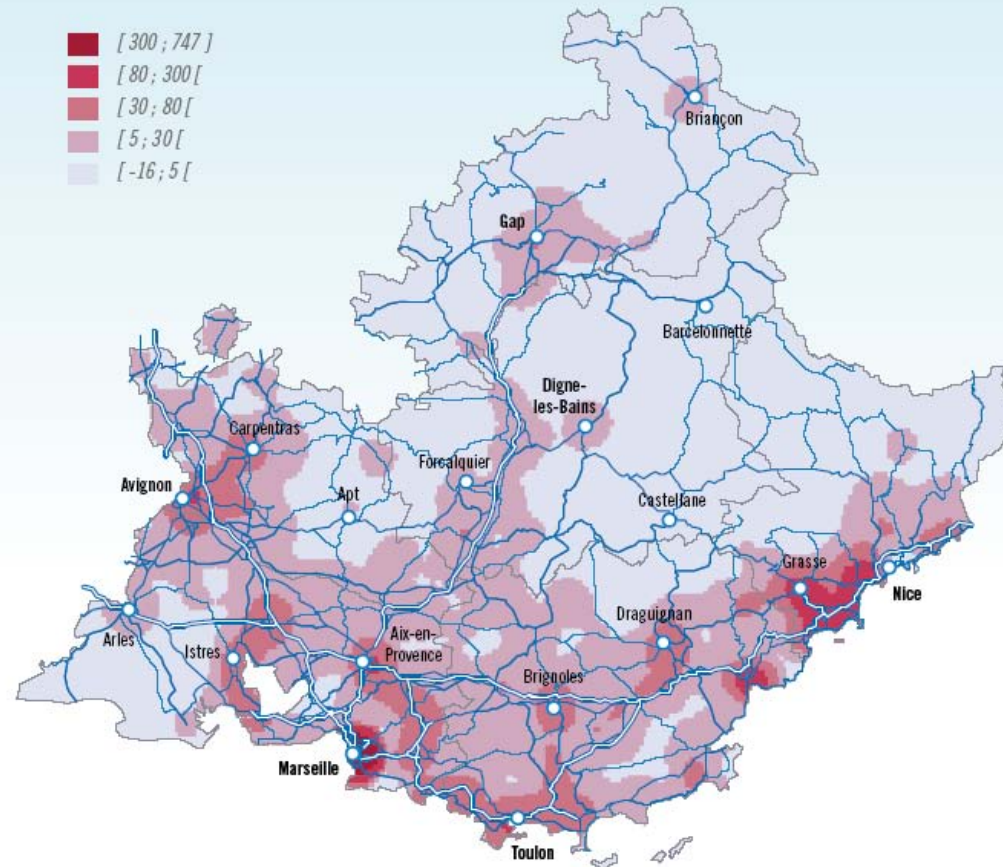 [ 300 ; 747 ]
[ 80 ; 300 [
[ 30 ; 80 [
[ 5 ; 30 [
[ -16 ; 5 [
Briançon
Gap
Barcelonnette
Digne-
les-Bains
Carpentras
Forcalquier
Avignon
Apt
Castellane
Grasse
Nice
Draguignan
Arles
Aix-en-
Provence
Istres
Brignoles
Marseille
Toulon